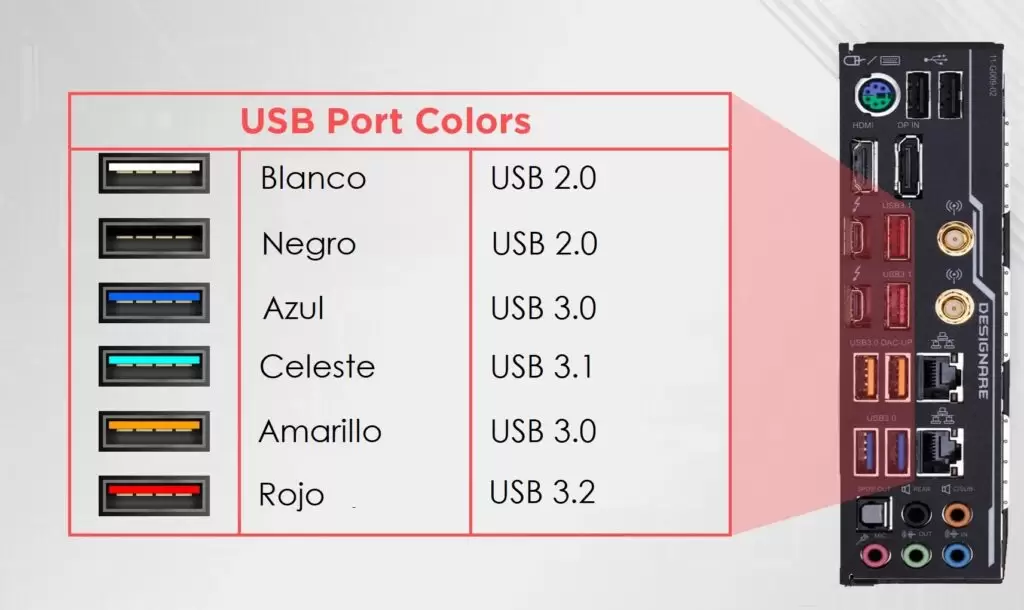 USB Port Colors
Blanco USB 2.0
Negro USB 2.0
Azul USB 3.0
Celeste USB 3.1
Amarillo USB 3.0
Rojo USB 3.2
HDMI DP IN
USB3.1
USB3.1
USB3.0 DAC-UP
USB3.0
DESIGNARE
SPDIF OUT REAR C/SUB
MIC OUT IN